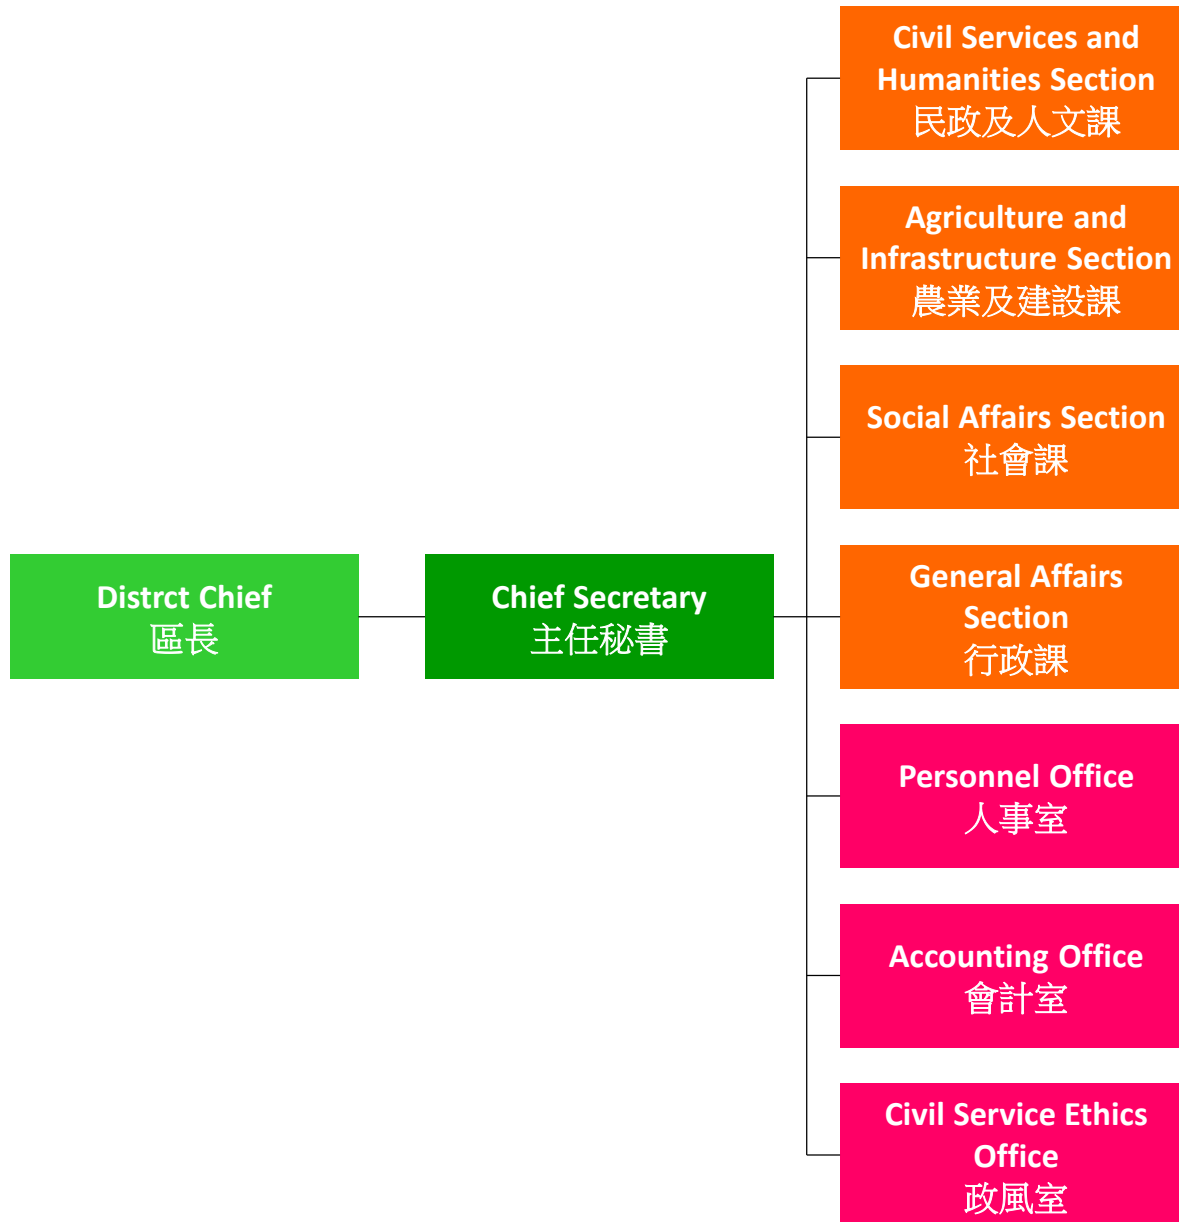 Civil Services and
Humanities Section
民政及人文課
Agriculture and
Infrastructure Section
農業及建設課
Social Affairs Section
社會課
Distrct Chief
區長
Chief Secretary
主任秘書
General Affairs
Section
行政課
Personnel Office
人事室
Accounting Office
會計室
Civil Service Ethics
Office
政風室